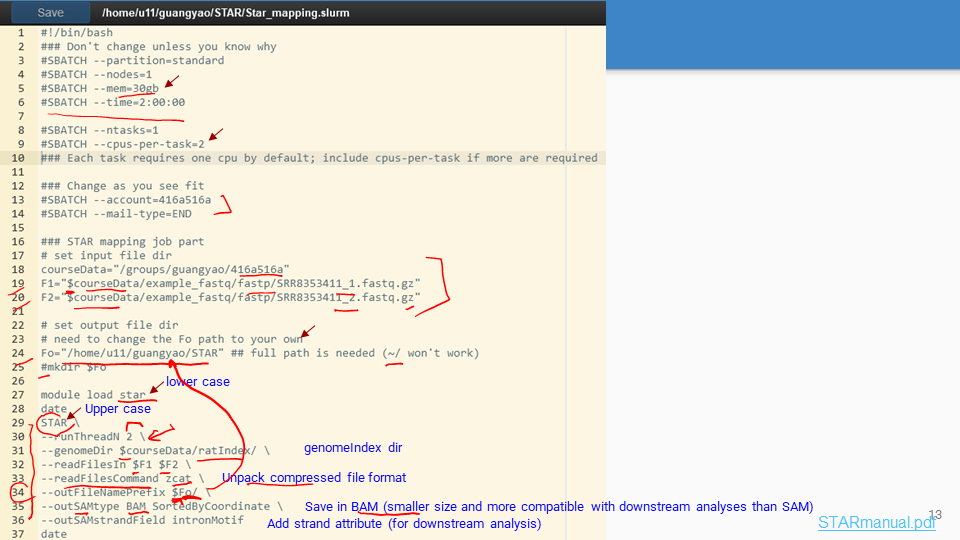 Save /home/u11/guangyao/STAR/Star_mapping.slurm
1 #!/bin/bash
2 ### Don't change unless you know why
3 #SBATCH --partition=standard
4 #SBATCH --nodes=1
5 #SBATCH --mem=30gb
6 #SBATCH --time=2:00:00
7
8 #SBATCH --ntasks=1
9 #SBATCH --cpus-per-task=2
10 ### Each task requires one cpu by default; include cpus-per-task if more are required
11
12 ### Change as you see fit
13 #SBATCH --account=416a516a
14 #SBATCH --mail-type=END
15
16 ### STAR mapping job part
17 # set input file dir
18 courseData="/groups/guangyao/416a516a"
19 F1="$courseData/example_fastq/fastp/SRR8353411_1.fastq.gz"
20 F2="$courseData/example_fastq/fastp/SRR8353411_2.fastq.gz"
21
22 # set output file dir
23 # need to change the Fo path to your own
24 Fo="/home/u11/guangyao/STAR" ## full path is needed (~/ won't work)
25 #mkdir $Fo
26 lower case
27 module load star
28 date Upper case
29 STAR \
30 --runThreadN 2 \
31 --genomeDir $courseData/ratIndex/ \ genomeIndex dir
32 --readFilesIn $F1 $F2 \
33 --readFilesCommand zcat \ Unpack compressed file format
34 --outFileNamePrefix $Fo/ \
35 --outSAMtype BAM SortedByCoordinate \ Save in BAM (smaller size and more compatible with downstream analyses than SAM)
36 --outSAMstrandField intronMotif Add strand attribute (for downstream analysis)
37 date
STARmanual.pdf
13